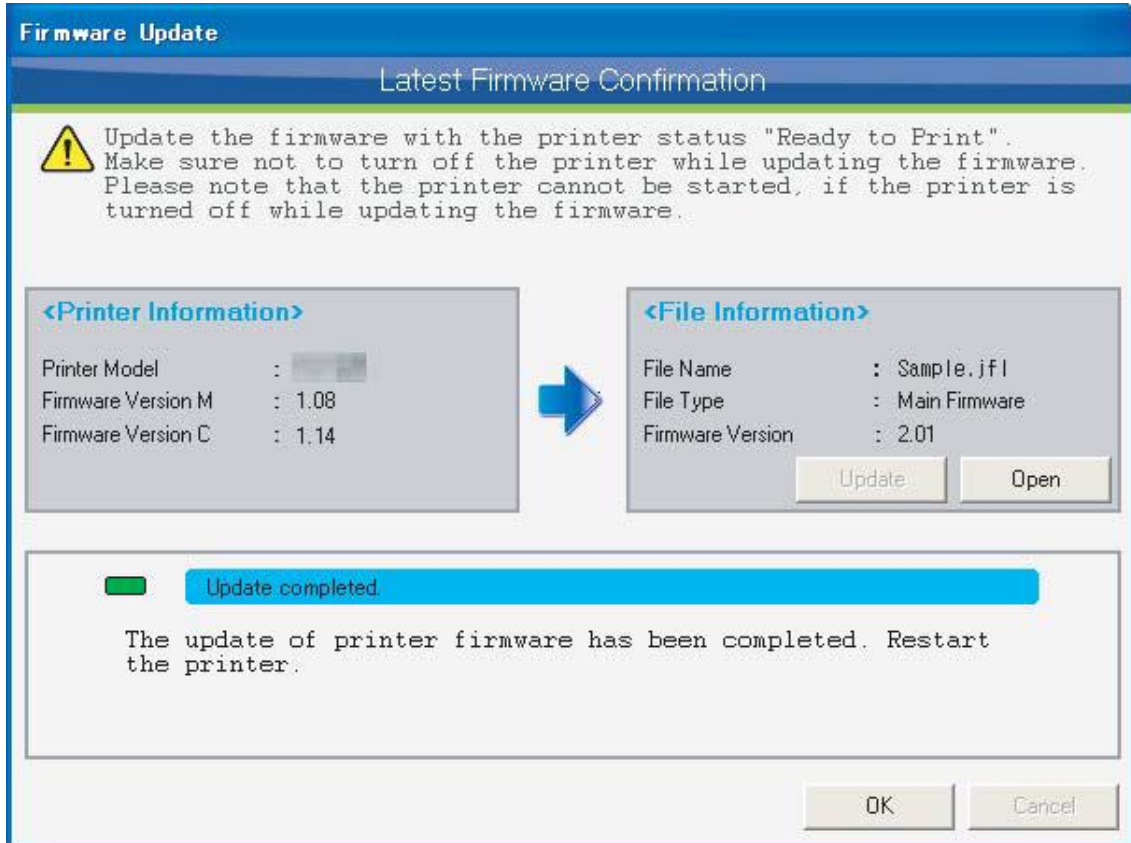 Firmware Update
Latest Firmware Confirmation
Update the firmware with the printer status "Ready to Print".
Make sure not to turn off the printer while updating the firmware.
Please note that the printer cannot be started, if the printer is
turned off while updating the firmware.
<Printer Information>
Printer Model :
Firmware Version M : 1.08
Firmware Version C : 1.14
<File Information>
File Name : Sample.jfl
File Type : Main Firmware
Firmware Version : 2.01
Update Open
Update completed.
The update of printer firmware has been completed. Restart
the printer.
OK Cancel